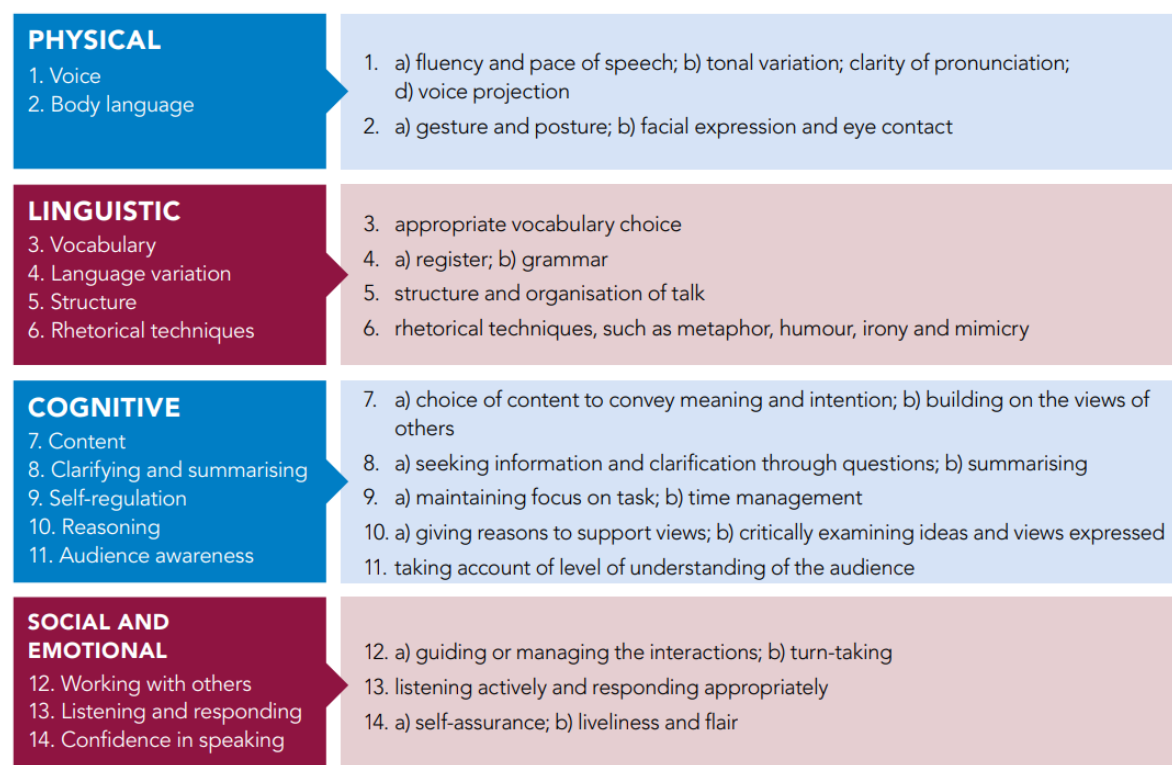 PHYSICAL
1. Voice
2. Body language
1. a) fluency and pace of speech; b) tonal variation; clarity of pronunciation;
d) voice projection
2. a) gesture and posture; b) facial expression and eye contact
LINGUISTIC
3. Vocabulary
4. Language variation
5. Structure
6. Rhetorical techniques
3. appropriate vocabulary choice
4. a) register; b) grammar
5. structure and organisation of talk
6. rhetorical techniques, such as metaphor, humour, irony and mimicry
COGNITIVE
7. Content
8. Clarifying and summarising
9. Self-regulation
10. Reasoning
11. Audience awareness
7. a) choice of content to convey meaning and intention; b) building on the views of
others
8. a) seeking information and clarification through questions; b) summarising
9. a) maintaining focus on task; b) time management
10. a) giving reasons to support views; b) critically examining ideas and views expressed
11. taking account of level of understanding of the audience
SOCIAL AND
EMOTIONAL
12. Working with others
13. Listening and responding
14. Confidence in speaking
12. a) guiding or managing the interactions; b) turn-taking
13. listening actively and responding appropriately
14. a) self-assurance; b) liveliness and flair